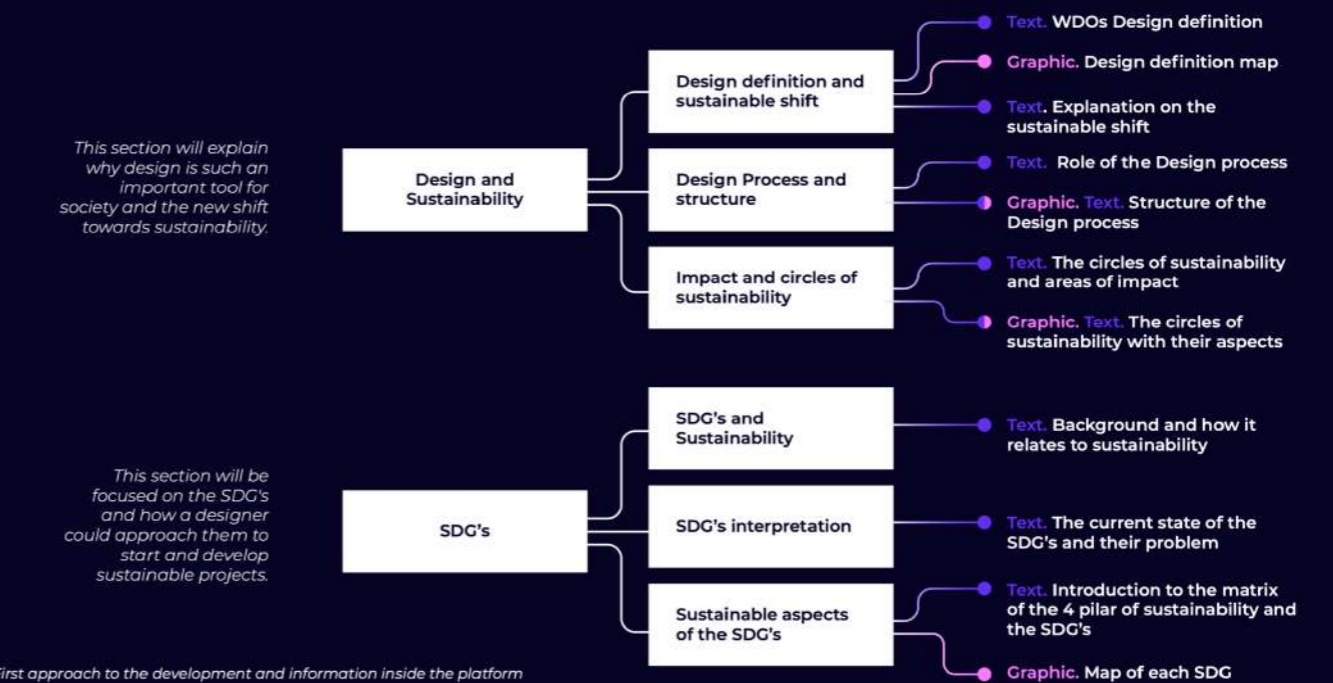 This section will explain
why design is such an
important tool for
society and the new shift
towards sustainability.
Design and
Sustainability
Design definition and
sustainable shift
Text. WDOs Design definition
Graphic. Design definition map
Text. Explanation on the
sustainable shift
Design Process and
structure
Text. Role of the Design process
Graphic. Text. Structure of the
Design process
Impact and circles of
sustainability
Text. The circles of sustainability
and areas of impact
Graphic. Text. The circles of
sustainability with their aspects
This section will be
focused on the SDG's
and how a designer
could approach them to
start and develop
sustainable projects.
SDG's
SDG's and
Sustainability
Text. Background and how it
relates to sustainability
SDG's interpretation
Text. The current state of the
SDG's and their problem
Sustainable aspects
of the SDG's
Text. Introduction to the matrix
of the 4 pilar of sustainability and
the SDG's
Graphic. Map of each SDG
First approach to the development and information inside the platform